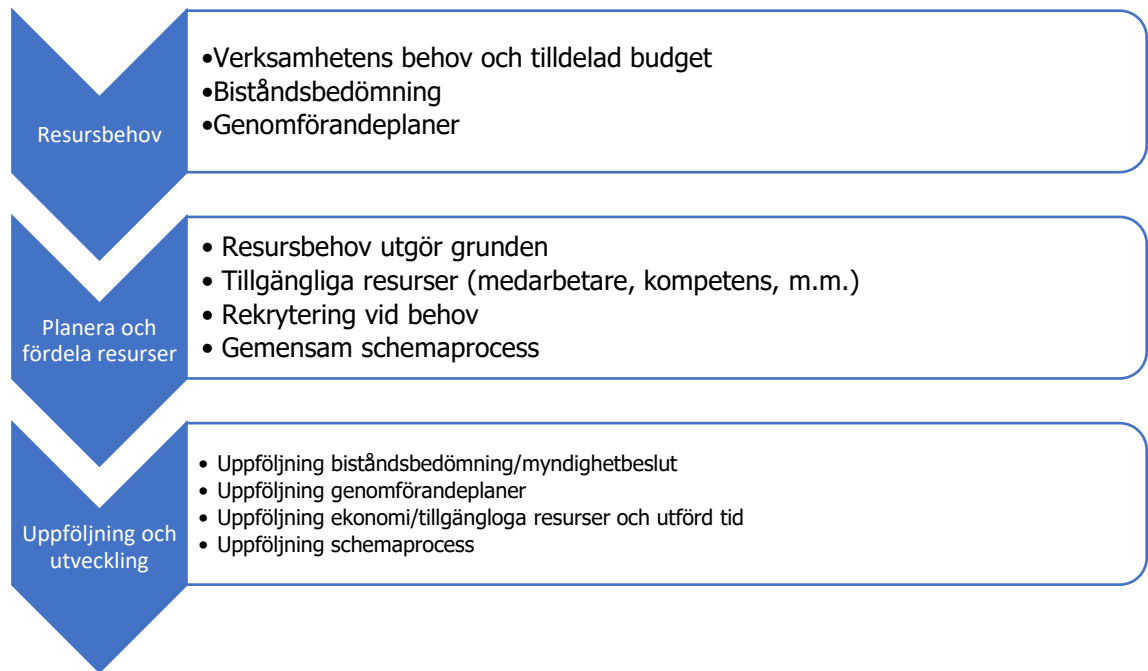 Resursbehov
•Verksamhetens behov och tilldelad budget
•Biståndsbedömning
•Genomförandeplaner
Planera och
fördela resurser
• Resursbehov utgör grunden
• Tillgängliga resurser (medarbetare, kompetens, m.m.)
• Rekrytering vid behov
• Gemensam schemaprocess
Uppföljning och
utveckling
• Uppföljning biståndsbedömning/myndighetbeslut
• Uppföljning genomförandeplaner
• Uppföljning ekonomi/tillgängloga resurser och utförd tid
• Uppföljning schemaprocess